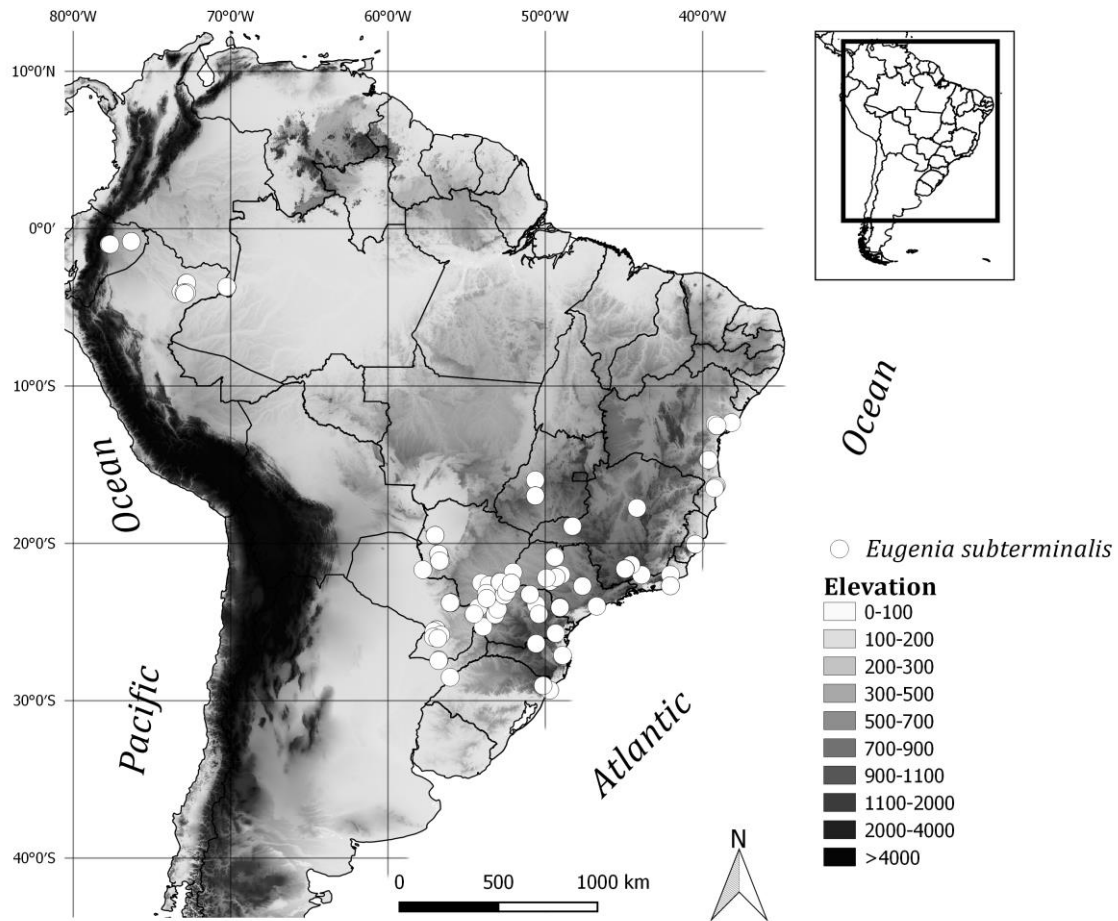 80°0'W 70°0'W 60°0'W 50°0'W 40°0'W
10°0'N
0°0'
10°0'S
20°0'S
30°0'S
40°0'S
Pacific Ocean
Atlantic Ocean
Eugenia subterminalis
Elevation
0-100
100-200
200-300
300-500
500-700
700-900
900-1100
1100-2000
2000-4000
>4000
N
0 500 1000 km